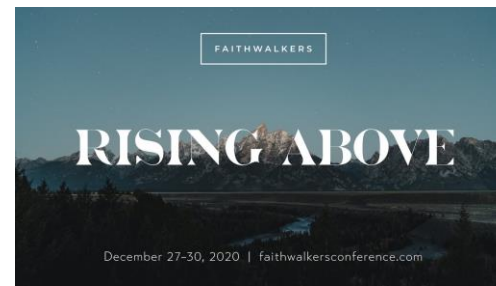 FAITHWALKERS
RISING ABOVE
December 27-30, 2020 | faithwalkersconference.com